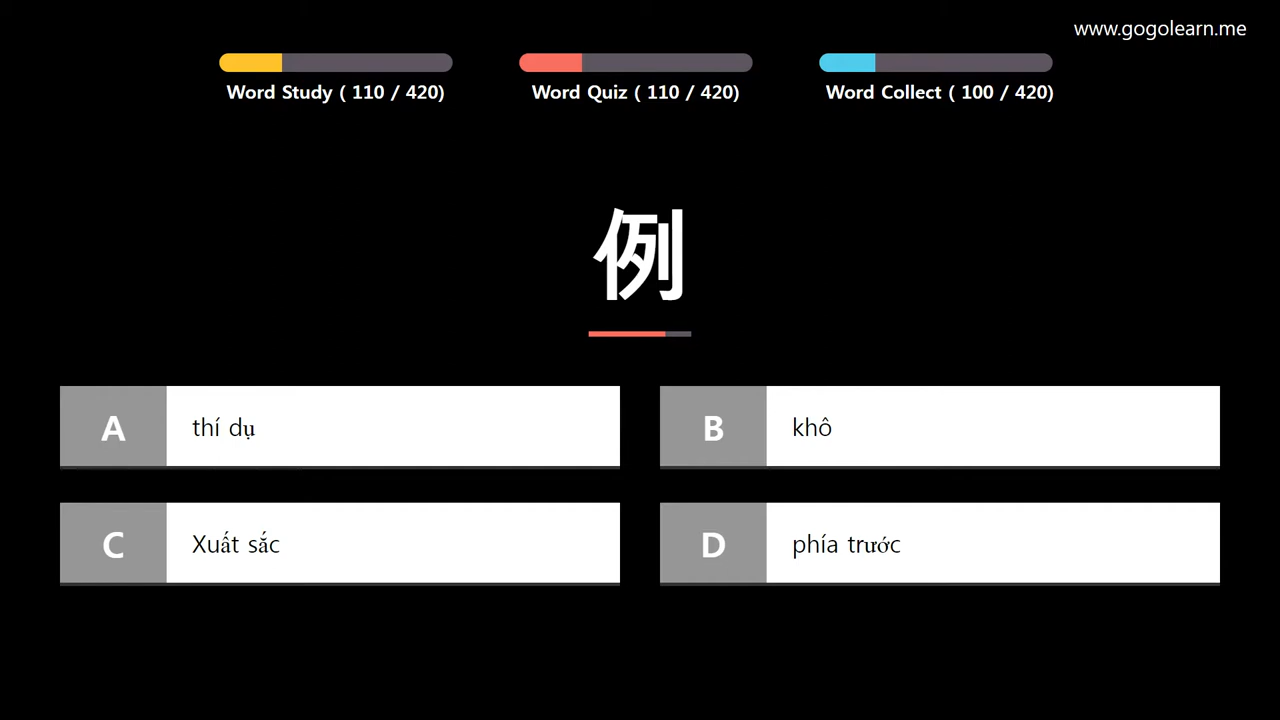 www.gogolearn.me
Word Study ( 110 / 420)
Word Quiz ( 110 / 420)
Word Collect ( 100 / 420)
例
A
thí dụ
B
khô
C
Xuất sắc
D
phía trước